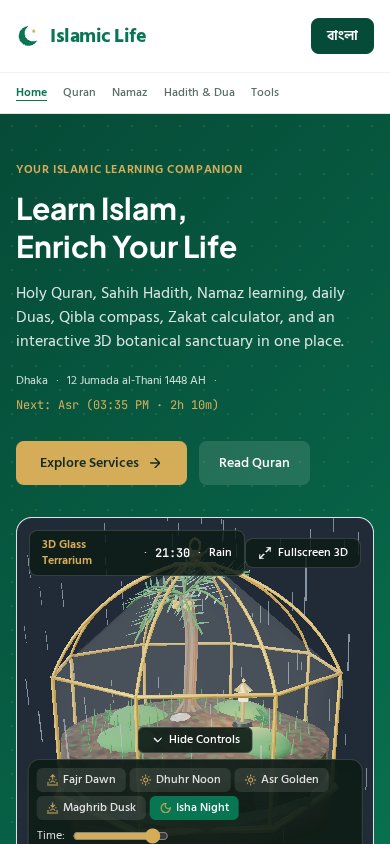 Islamic Life
বাংলা
Home Quran Namaz Hadith & Dua Tools
YOUR ISLAMIC LEARNING COMPANION
Learn Islam,
Enrich Your Life
Holy Quran, Sahih Hadith, Namaz learning, daily
Duas, Qibla compass, Zakat calculator, and an
interactive 3D botanical sanctuary in one place.
Dhaka · 12 Jumada al-Thani 1448 AH ·
Next: Asr (03:35 PM · 2h 10m)
Explore Services → Read Quran
3D Glass
Terrarium · 21:30 · Rain
Fullscreen 3D
Hide Controls
Fajr Dawn Dhuhr Noon Asr Golden
Maghrib Dusk Isha Night
Time: